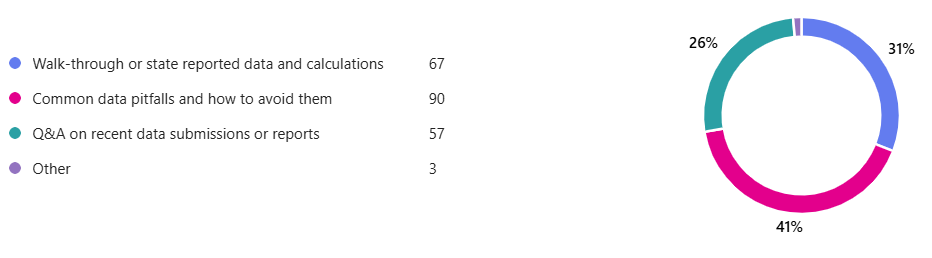 Walk-through or state reported data and calculations 67
Common data pitfalls and how to avoid them 90
Q&A on recent data submissions or reports 57
Other 3
26%
31%
41%